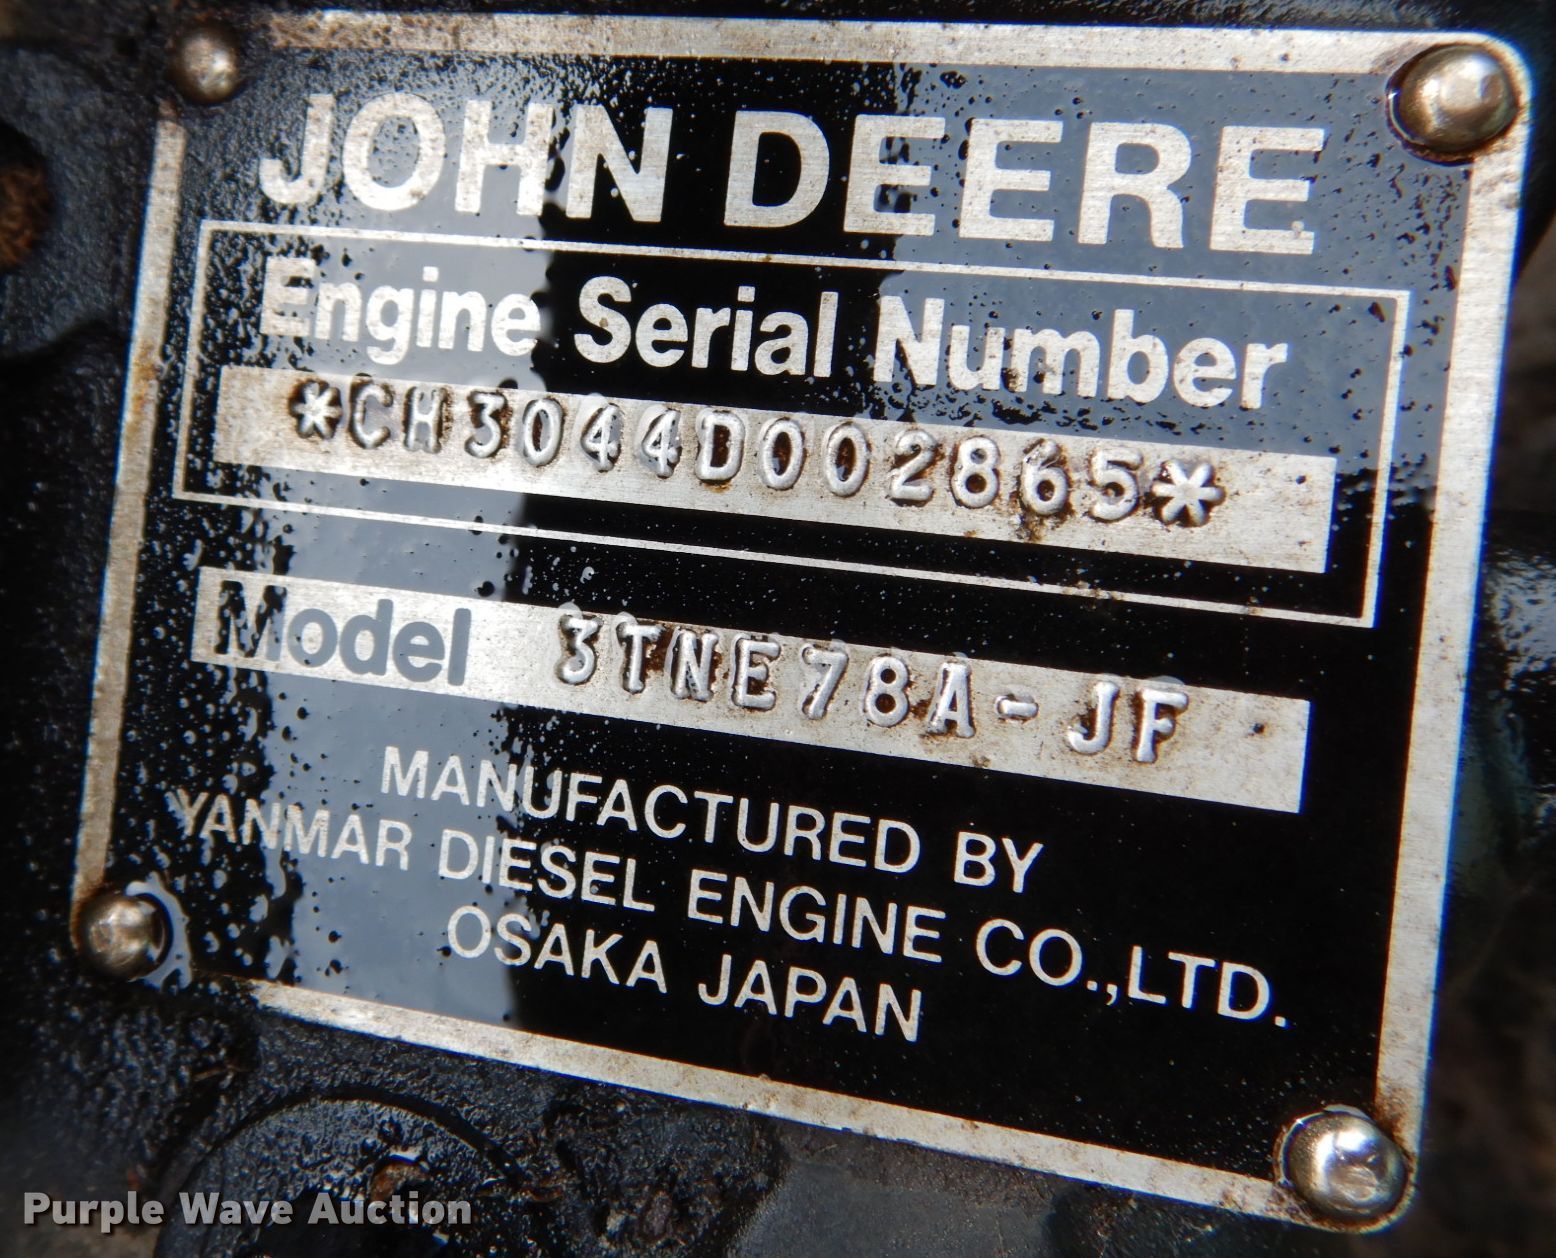 JOHN DEERE
Engine Serial Number
*CH3044D002865*
Model 3TNE78A-JF
MANUFACTURED BY
YANMAR DIESEL ENGINE CO.,LTD.
OSAKA JAPAN
Purple Wave Auction